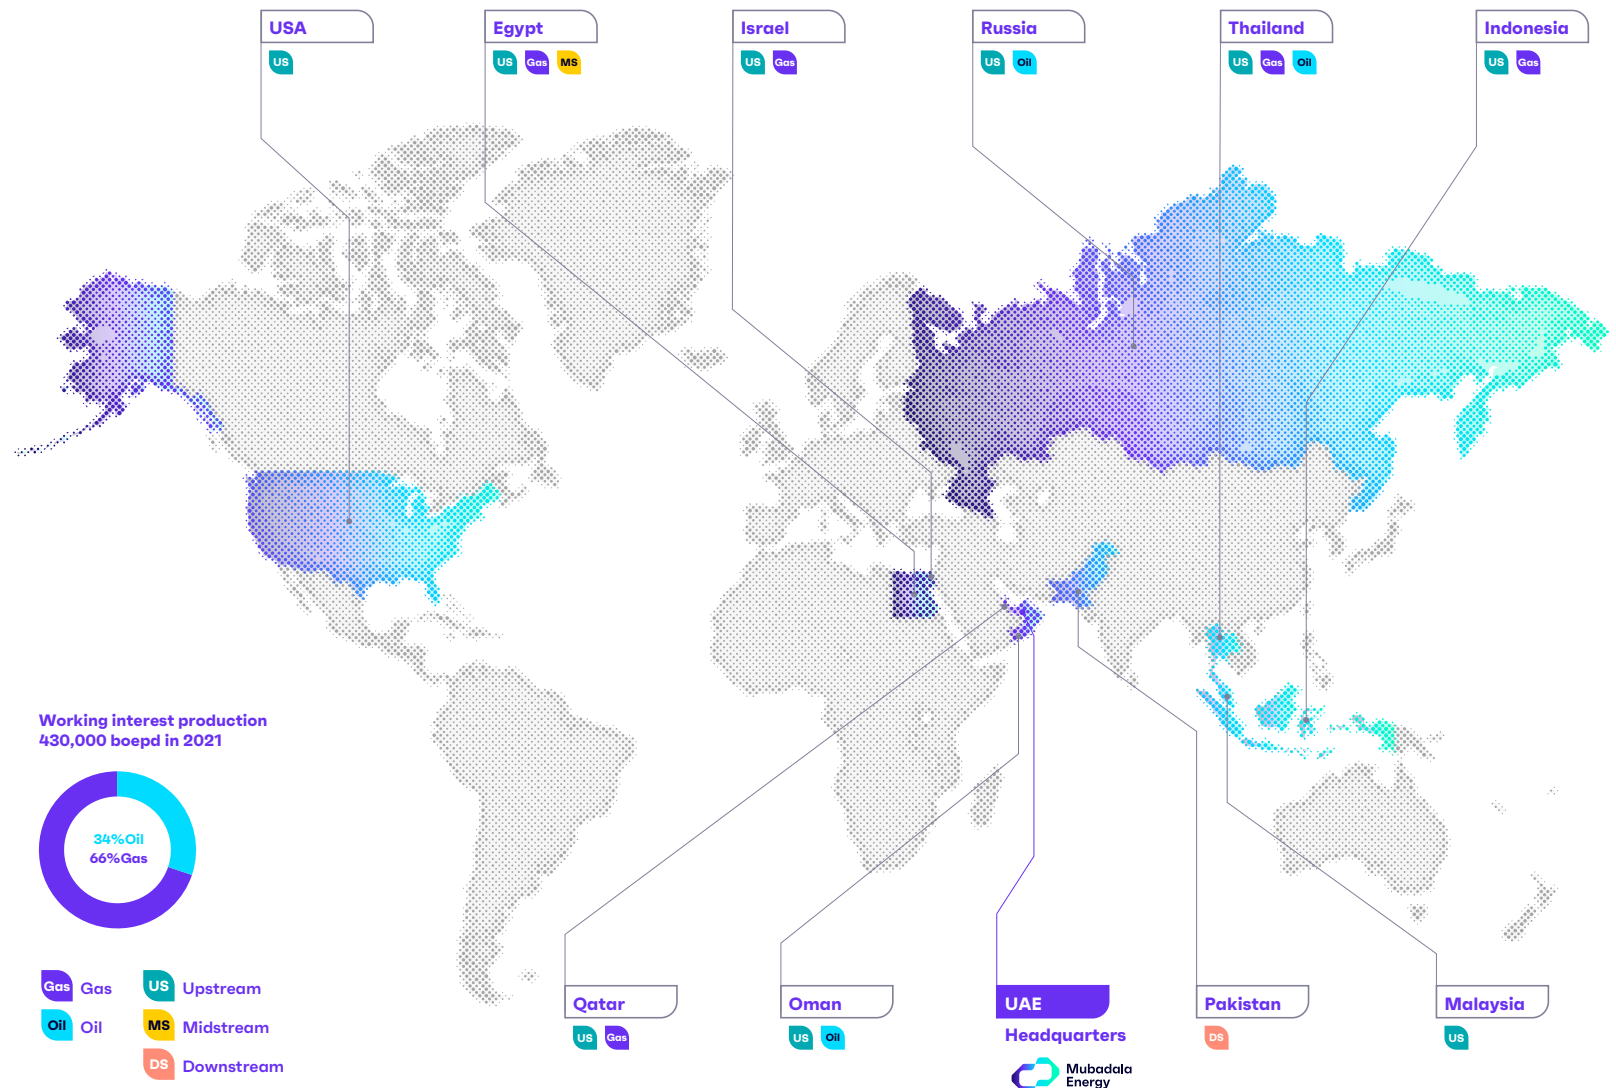 USA
US
Egypt
US Gas MS
Israel
US Gas
Russia
US Oil
Thailand
US Gas Oil
Indonesia
US Gas
Working interest production
430,000 boepd in 2021
34%Oil
66%Gas
Gas Gas
US Upstream
Oil Oil
MS Midstream
DS Downstream
Qatar
US Gas
Oman
US Oil
UAE
Headquarters
Mubadala
Energy
Pakistan
DS
Malaysia
US